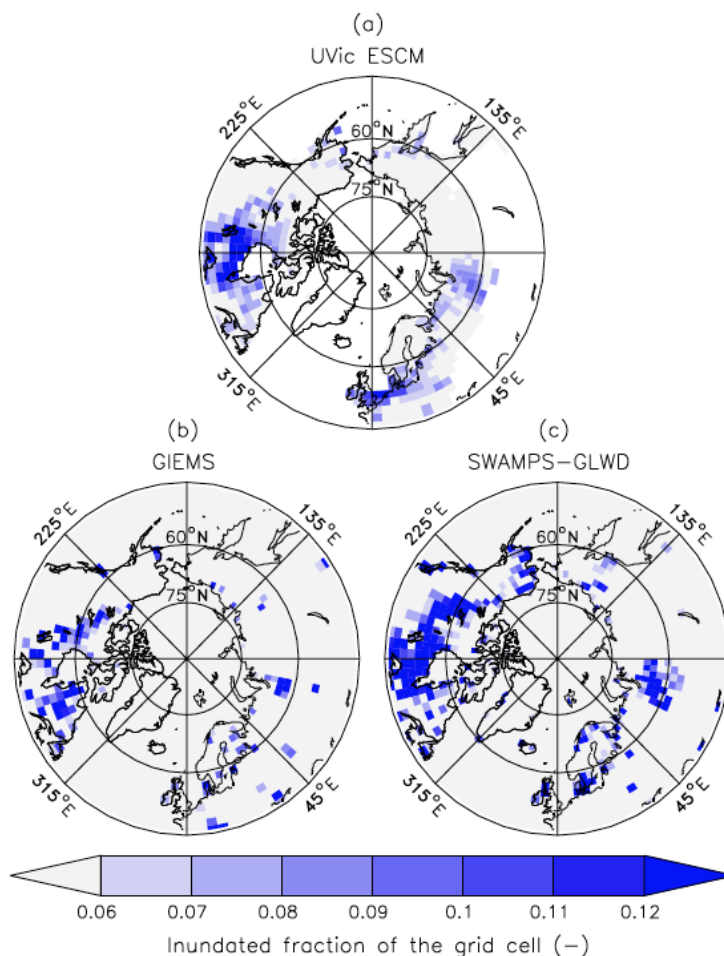 (a)
UVic ESCM
225°E
135°E
60°N
75°N
315°E
45°E
(b)
GIEMS
225°E
135°E
60°N
75°N
315°E
45°E
(c)
SWAMPS-GLWD
225°E
135°E
60°N
75°N
315°E
45°E
0.06 0.07 0.08 0.09 0.1 0.11 0.12
Inundated fraction of the grid cell (-)